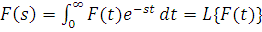 F(s) = ∫₀^∞ F(t)e^{-st} dt = L{F(t)}